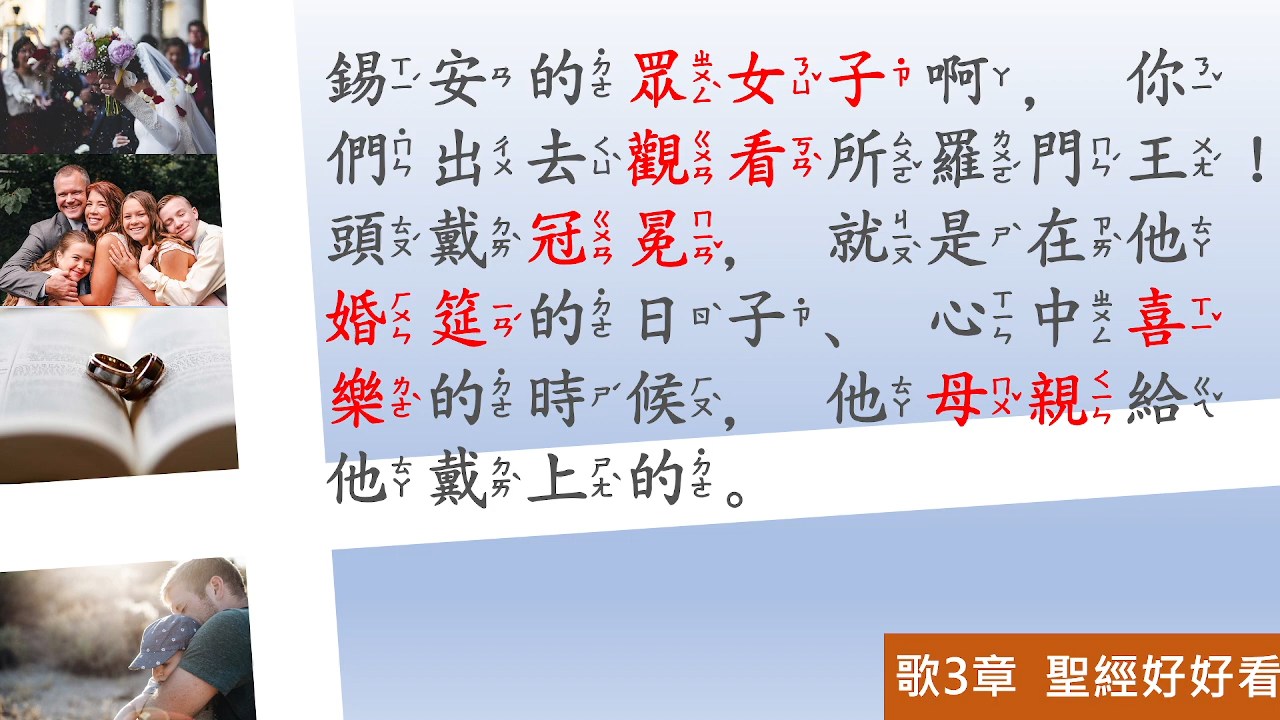 錫安的眾女子啊， 你
們出去觀看所羅門王！
頭戴冠冕， 就是在他
婚筵的日子、 心中喜
樂的時候， 他母親給
他戴上的。
歌3章 聖經好好看